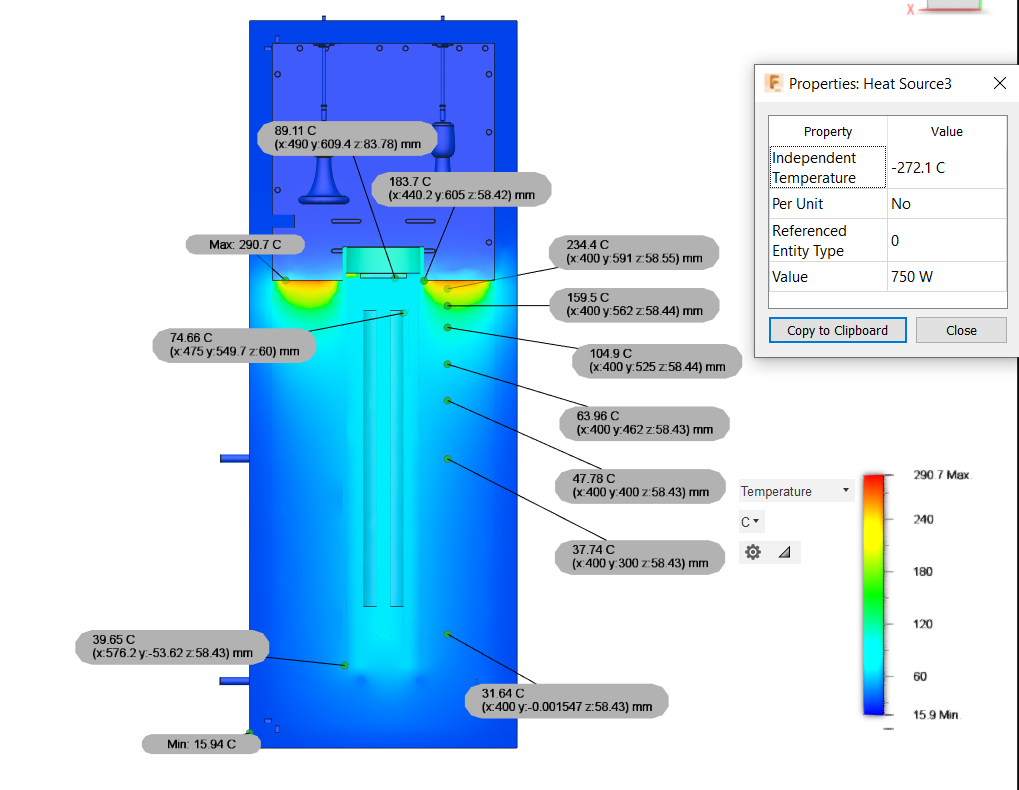 X
Properties: Heat Source3
Property Value
Independent Temperature -272.1 C
Per Unit No
Referenced Entity Type 0
Value 750 W
Copy to Clipboard Close
89.11 C
(x:490 y:609.4 z:83.78) mm
183.7 C
(x:440.2 y:605 z:58.42) mm
Max: 290.7 C
234.4 C
(x:400 y:591 z:58.55) mm
159.5 C
(x:400 y:562 z:58.44) mm
74.66 C
(x:475 y:549.7 z:60) mm
104.9 C
(x:400 y:525 z:58.44) mm
63.96 C
(x:400 y:462 z:58.43) mm
47.78 C
(x:400 y:400 z:58.43) mm
37.74 C
(x:400 y:300 z:58.43) mm
39.65 C
(x:576.2 y:-53.62 z:58.43) mm
31.64 C
(x:400 y:-0.001547 z:58.43) mm
Min: 15.94 C
Temperature
C
290.7 Max.
240
180
120
60
15.9 Min.